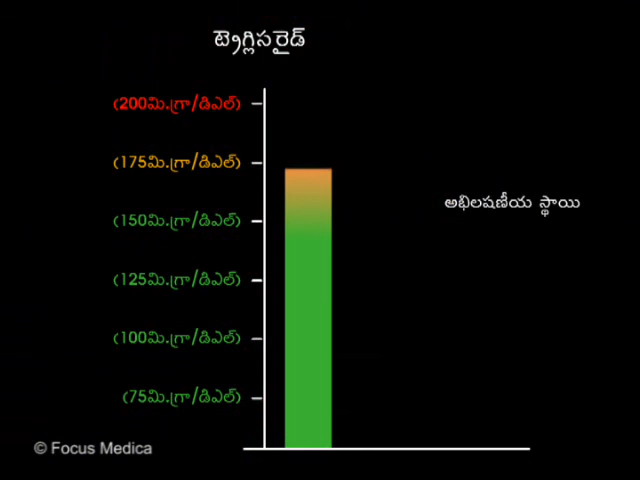 ట్రైగ్లిసరైడ్
(200మి.గ్రా/డిఎల్)
(175మి.గ్రా/డిఎల్)
అభిలషణీయ స్థాయి
(150మి.గ్రా/డిఎల్)
(125మి.గ్రా/డిఎల్)
(100మి.గ్రా/డిఎల్)
(75మి.గ్రా/డిఎల్)
© Focus Medica